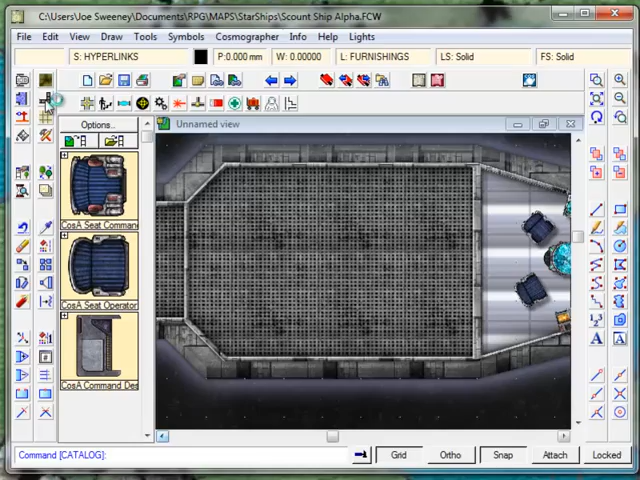 C:\Users\Joe Sweeney\Documents\RPG\MAPS\StarShips\Scount Ship Alpha.FCW
File Edit View Draw Tools Symbols Cosmographer Info Help Lights
S: HYPERLINKS P:0.000 mm W: 0.00000 L: FURNISHINGS LS: Solid FS: Solid
Options...
Unnamed view
CosA Seat Command
CosA Seat Operator
CosA Command Des
Command [CATALOG]: Grid Ortho Snap Attach Locked